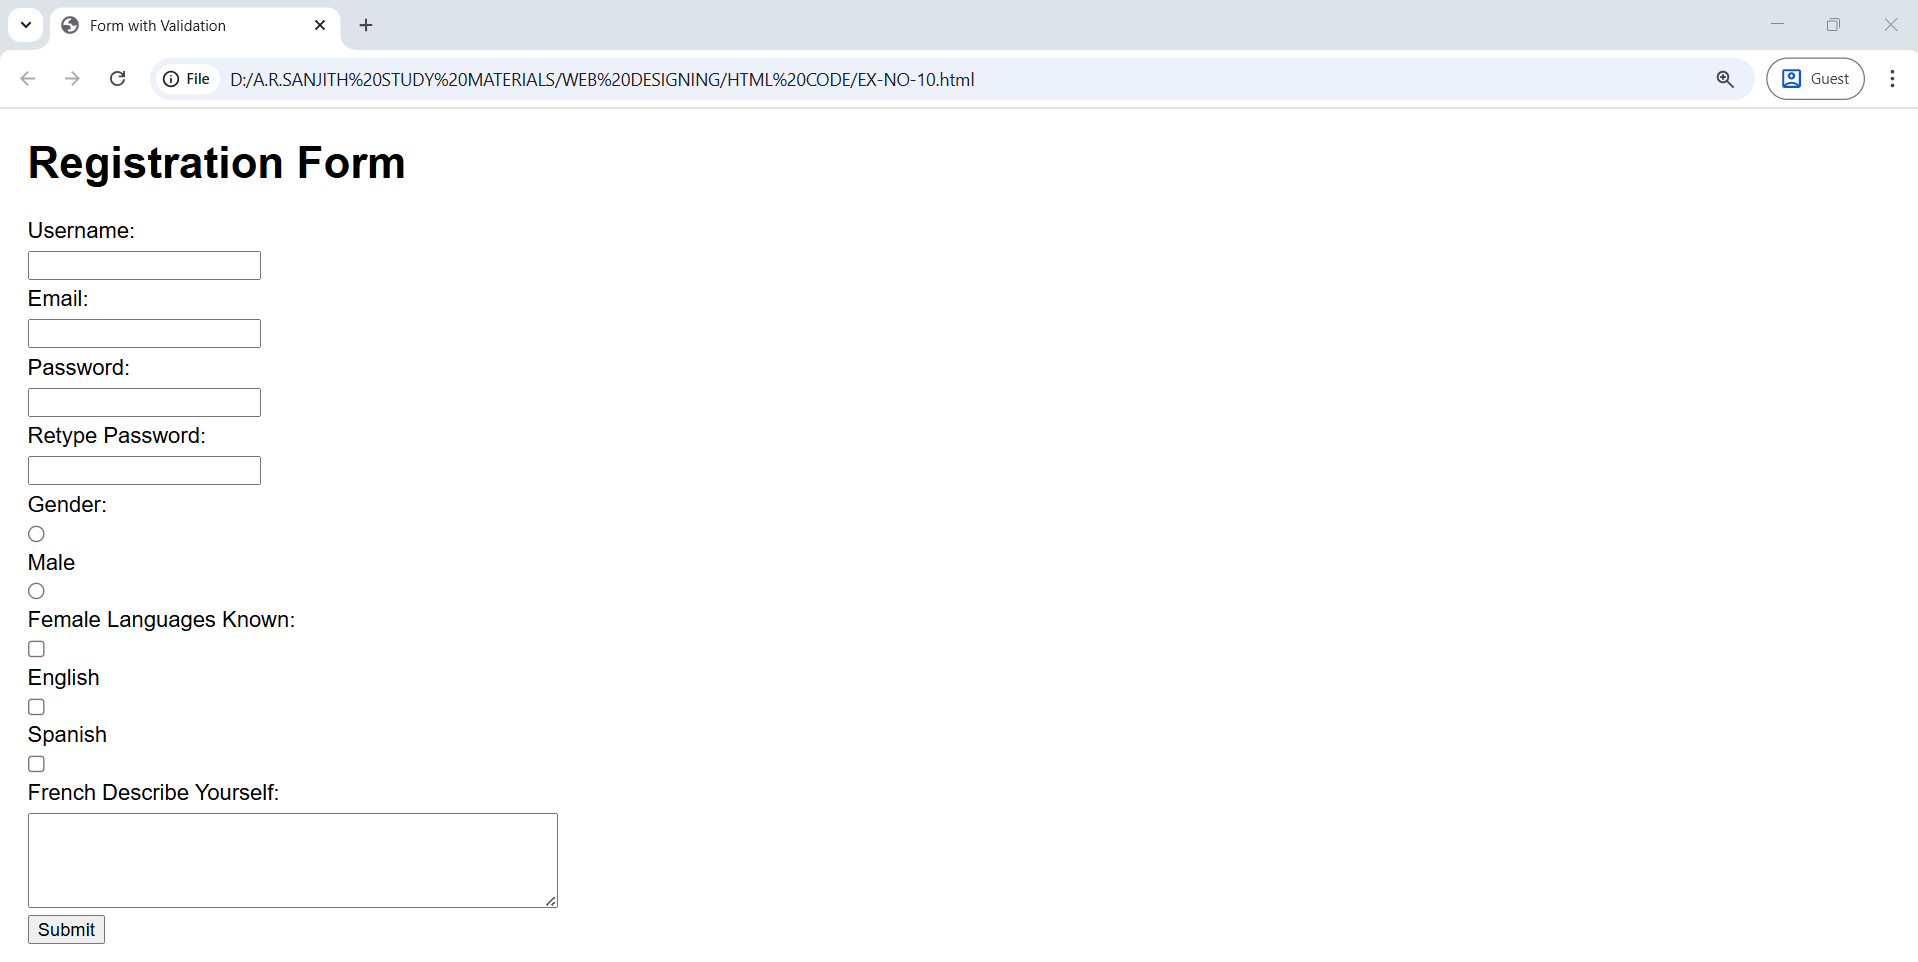 Form with Validation
File D:/A.R.SANJITH%20STUDY%20MATERIALS/WEB%20DESIGNING/HTML%20CODE/EX-NO-10.html Guest
Registration Form
Username:
Email:
Password:
Retype Password:
Gender:
Male
Female Languages Known:
English
Spanish
French Describe Yourself:
Submit